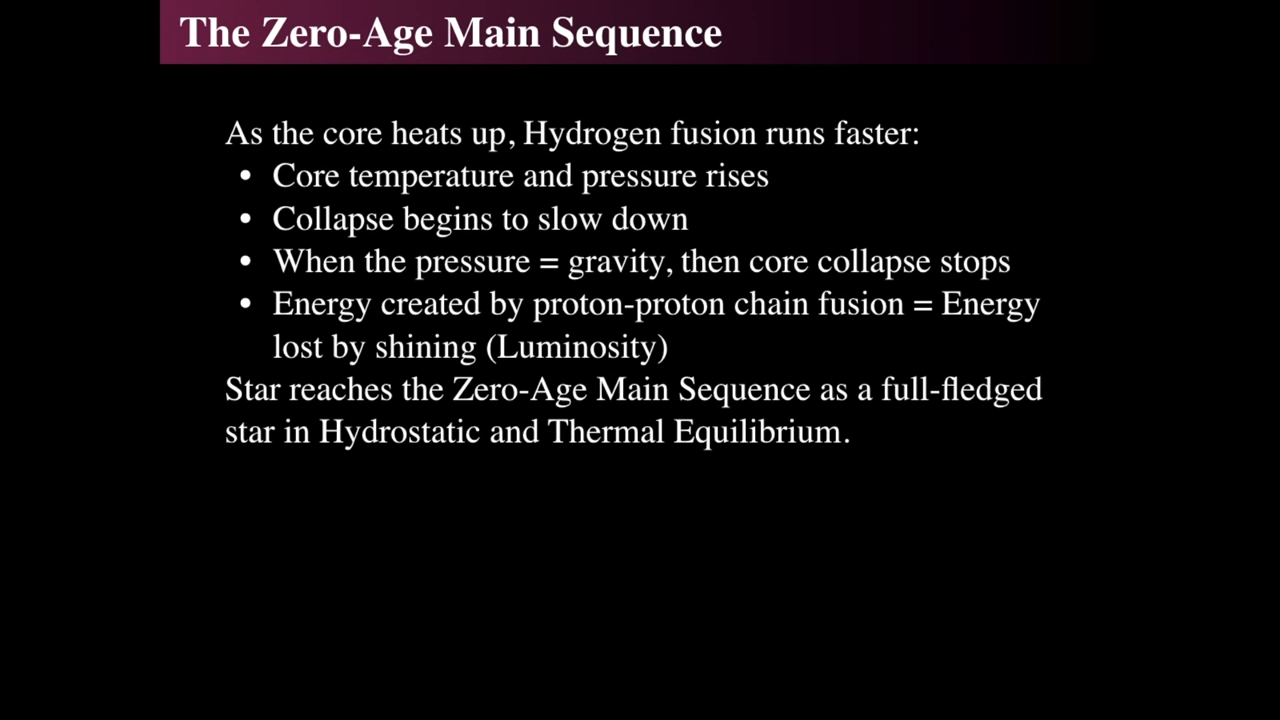 The Zero-Age Main Sequence
As the core heats up, Hydrogen fusion runs faster:
• Core temperature and pressure rises
• Collapse begins to slow down
• When the pressure = gravity, then core collapse stops
• Energy created by proton-proton chain fusion = Energy
lost by shining (Luminosity)
Star reaches the Zero-Age Main Sequence as a full-fledged
star in Hydrostatic and Thermal Equilibrium.